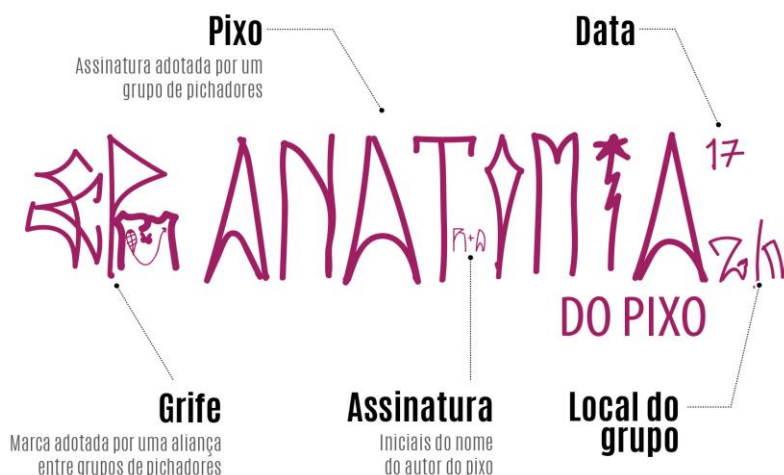 Pixo
Assinatura adotada por um
grupo de pichadores
Data
ANATOMIA
17
R+A
Z/n
DO PIXO
Grife
Marca adotada por uma aliança
entre grupos de pichadores
Assinatura
Iniciais do nome
do autor do pixo
Local do
grupo